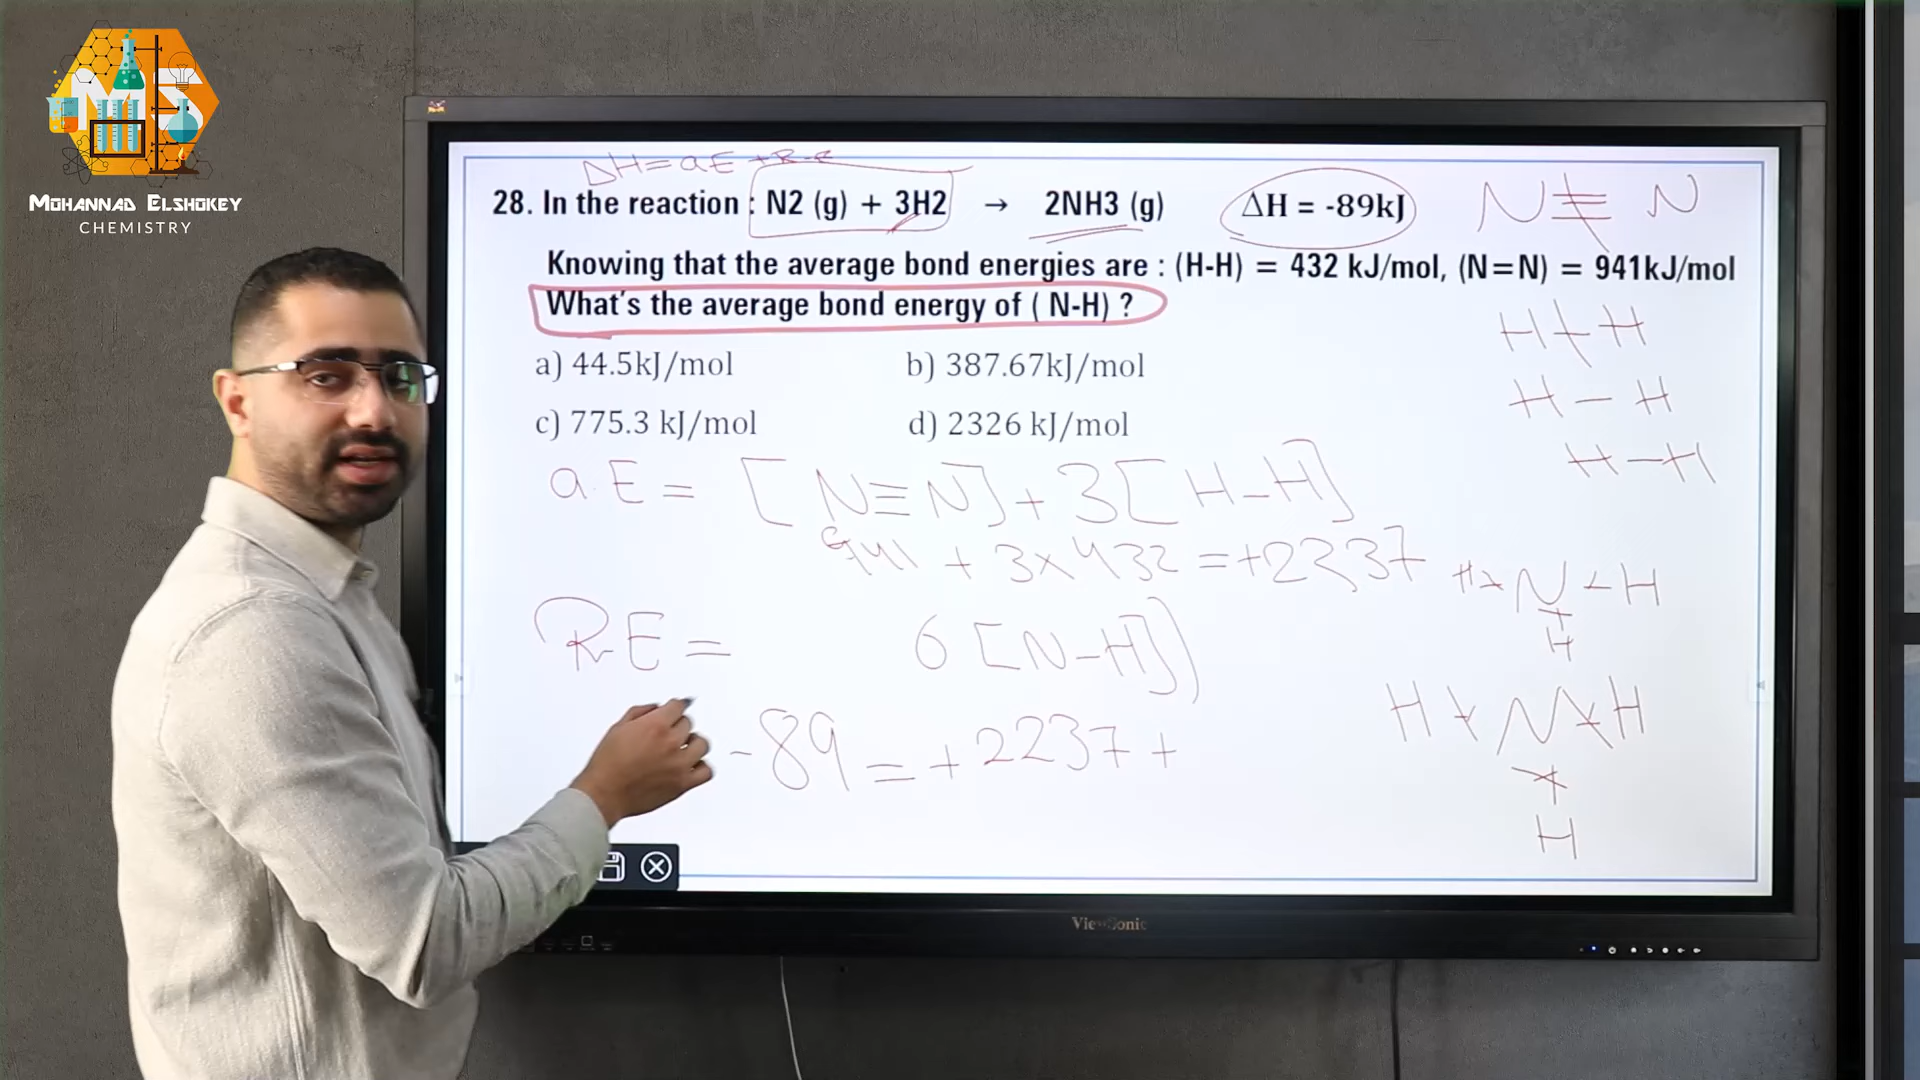 MS
MOHANNAD ELSHOKEY
CHEMISTRY
ΔH = aE + R E
28. In the reaction : N2 (g) + 3H2 → 2NH3 (g) ΔH = -89kJ
N≡N
Knowing that the average bond energies are : (H-H) = 432 kJ/mol, (N=N) = 941kJ/mol
What's the average bond energy of ( N-H) ?
H-H
a) 44.5kJ/mol b) 387.67kJ/mol
H-H
c) 775.3 kJ/mol d) 2326 kJ/mol
H-H
a.E = [N≡N] + 3[H-H]
941 + 3×432 = +2237
H-N-H
H
RE = 6[N-H]
H-N-H
H
-89 = +2237 +
ViewSonic